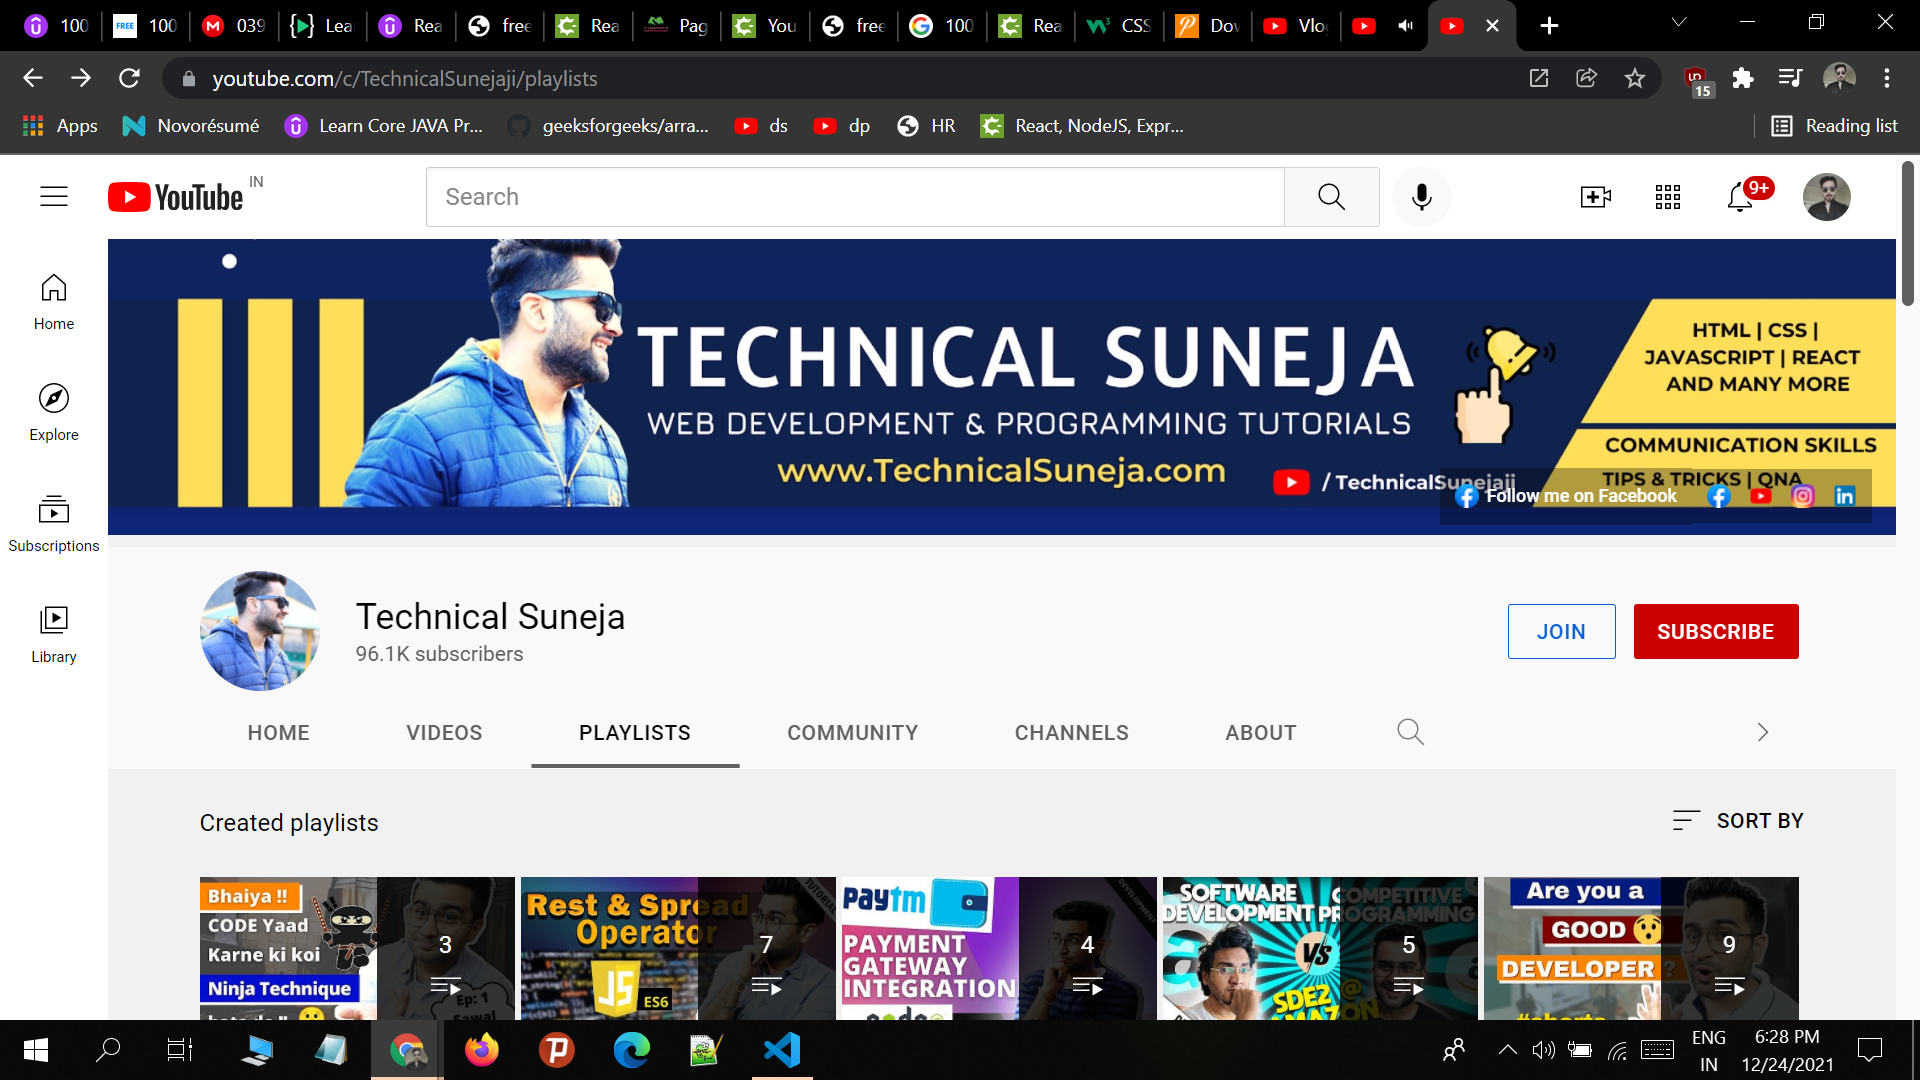 100
100
039
Lea
Rea
free
Rea
Pag
You
free
100
Rea
CSS
Dov
Vlo
youtube.com/c/TechnicalSunejaji/playlists
15
Apps
Novorésumé
Learn Core JAVA Pr...
geeksforgeeks/arra...
ds
dp
HR
React, NodeJS, Expr...
Reading list
YouTube IN
Search
9+
Home
Explore
Subscriptions
Library
TECHNICAL SUNEJA
WEB DEVELOPMENT & PROGRAMMING TUTORIALS
www.TechnicalSuneja.com
/ TechnicalSunejaji
HTML | CSS |
JAVASCRIPT | REACT
AND MANY MORE
COMMUNICATION SKILLS
TIPS & TRICKS | QNA
Follow me on Facebook
Technical Suneja
96.1K subscribers
JOIN
SUBSCRIBE
HOME
VIDEOS
PLAYLISTS
COMMUNITY
CHANNELS
ABOUT
Created playlists
SORT BY
Bhaiya !!
CODE Yaad
Karne ki koi
Ninja Technique
Ep: 1
Sawal
3
Rest & Spread
Operator
JS
ES6
TUTORIAL
7
Paytm
PAYMENT
GATEWAY
INTEGRATION
node
DEVELOPMENT
4
SOFTWARE
DEVELOPMENT
COMPETITIVE
PROGRAMMING
VS
SDE2
5
Are you a
GOOD
DEVELOPER ?
#shorts
9
ENG
IN
6:28 PM
12/24/2021